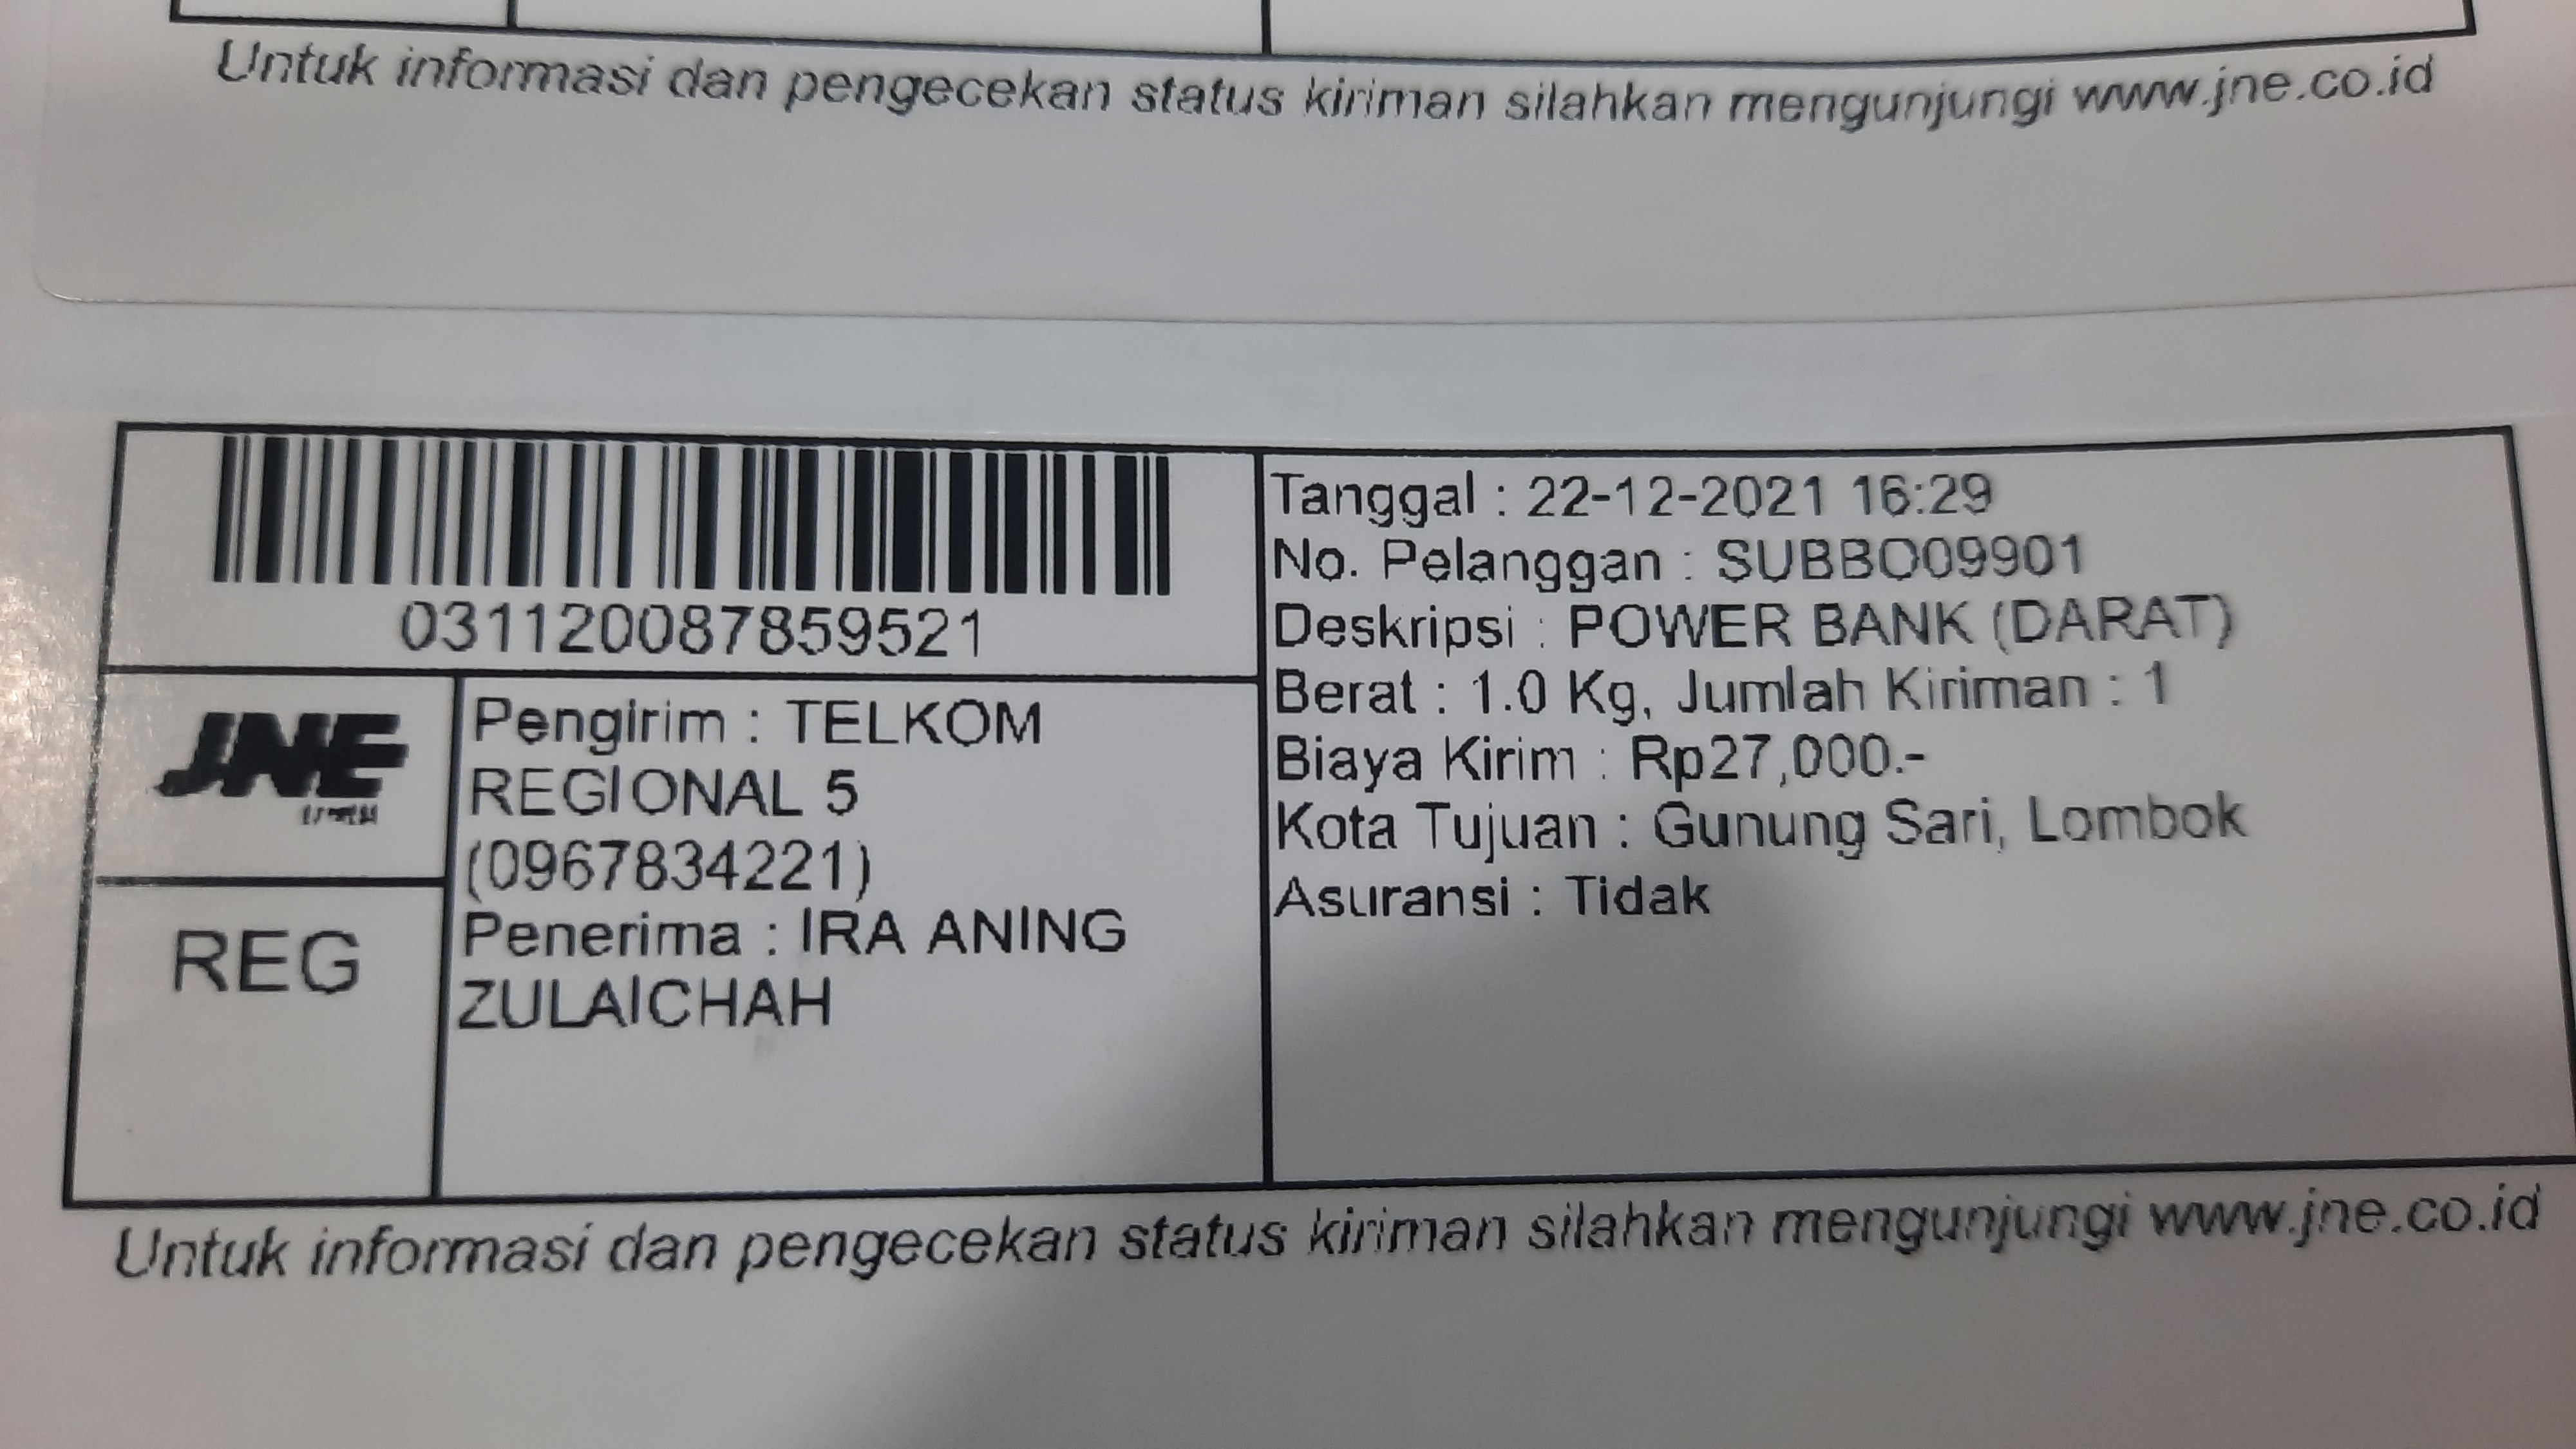 031120087859521
JNE
REG
Pengirim : TELKOM
REGIONAL 5
(0967834221)
Penerima : IRA ANING
ZULAICHAH
Tanggal : 22-12-2021 16:29
No. Pelanggan : SUBBO09901
Deskripsi : POWER BANK (DARAT)
Berat : 1.0 Kg, Jumlah Kiriman : 1
Biaya Kirim : Rp27,000.-
Kota Tujuan : Gunung Sari, Lombok
Asuransi : Tidak
Untuk informasi dan pengecekan status kiriman silahkan mengunjungi www.jne.co.id
Untuk informasi dan pengecekan status kiriman silahkan mengunjungi www.jne.co.id